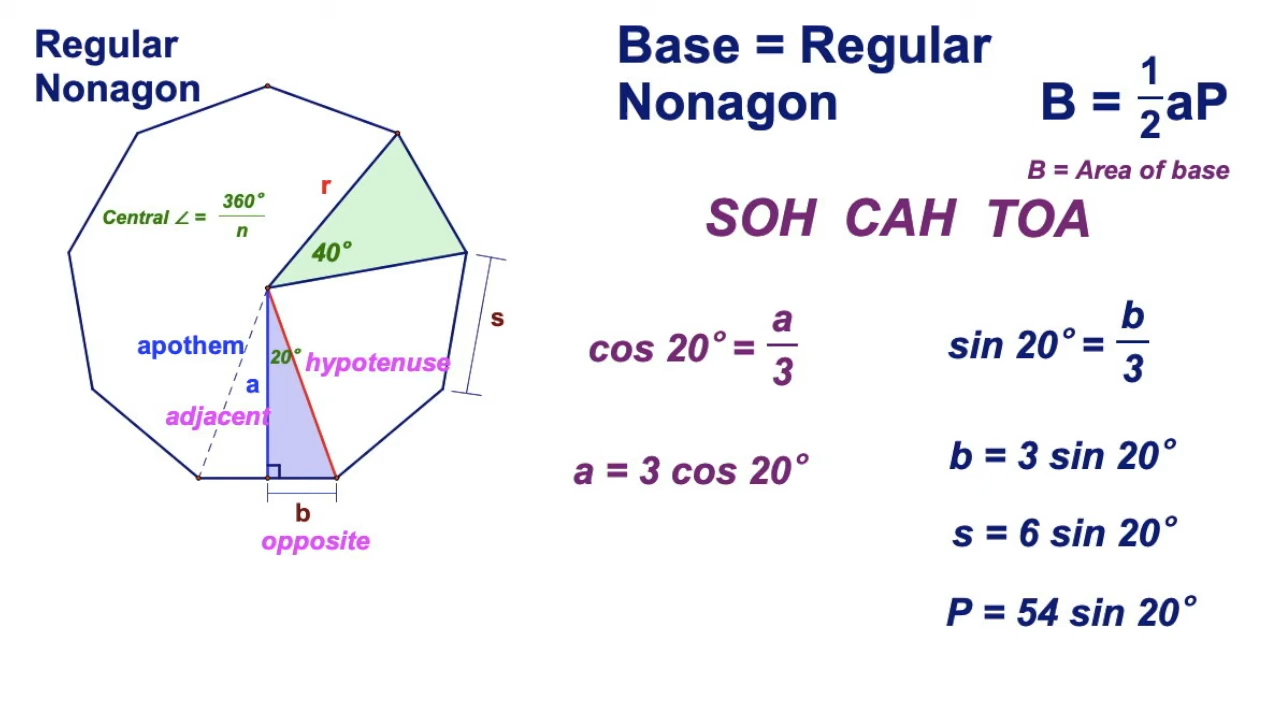 Regular
Nonagon
Central ∠ = 360°/n
r
40°
s
apothem
20°
hypotenuse
a
adjacent
b
opposite
Base = Regular
Nonagon
B = 1/2 aP
B = Area of base
SOH CAH TOA
cos 20° = a/3
sin 20° = b/3
a = 3 cos 20°
b = 3 sin 20°
s = 6 sin 20°
P = 54 sin 20°